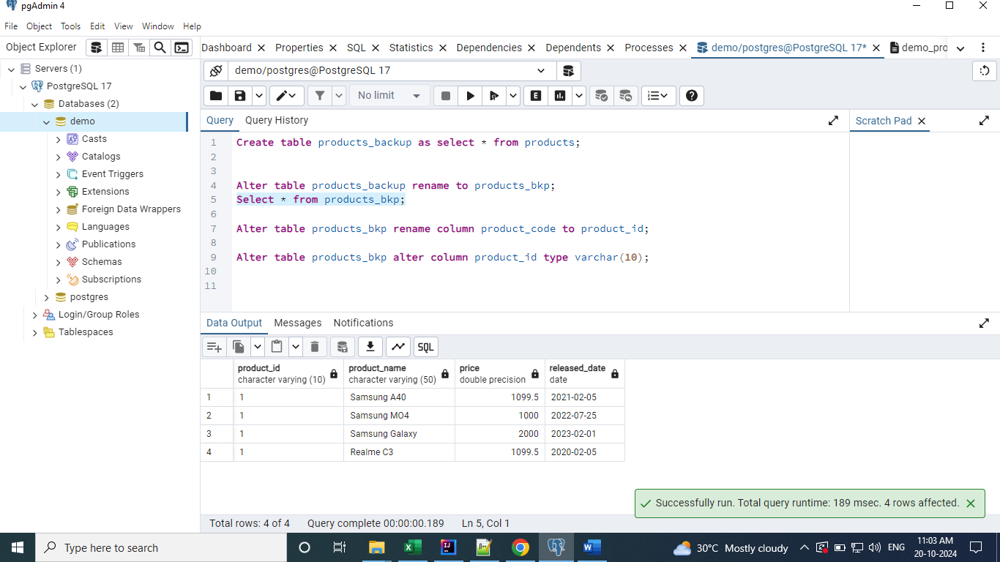 pgAdmin 4
File Object Tools Edit View Window Help
Object Explorer
Dashboard Properties SQL Statistics Dependencies Dependents Processes demo/postgres@PostgreSQL 17* demo_pro
Servers (1)
PostgreSQL 17
Databases (2)
demo
Casts
Catalogs
Event Triggers
Extensions
Foreign Data Wrappers
Languages
Publications
Schemas
Subscriptions
postgres
Login/Group Roles
Tablespaces
demo/postgres@PostgreSQL 17
No limit E
Query Query History
Scratch Pad
1 Create table products_backup as select * from products;
2
3
4 Alter table products_backup rename to products_bkp;
5 Select * from products_bkp;
6
7 Alter table products_bkp rename column product_code to product_id;
8
9 Alter table products_bkp alter column product_id type varchar(10);
10
11
Data Output Messages Notifications
SQL
product_id product_name price released_date
character varying (10) character varying (50) double precision date
1 1 Samsung A40 1099.5 2021-02-05
2 1 Samsung MO4 1000 2022-07-25
3 1 Samsung Galaxy 2000 2023-02-01
4 1 Realme C3 1099.5 2020-02-05
Successfully run. Total query runtime: 189 msec. 4 rows affected.
Total rows: 4 of 4 Query complete 00:00:00.189 Ln 5, Col 1
Type here to search
30°C Mostly cloudy ENG 11:03 AM
20-10-2024